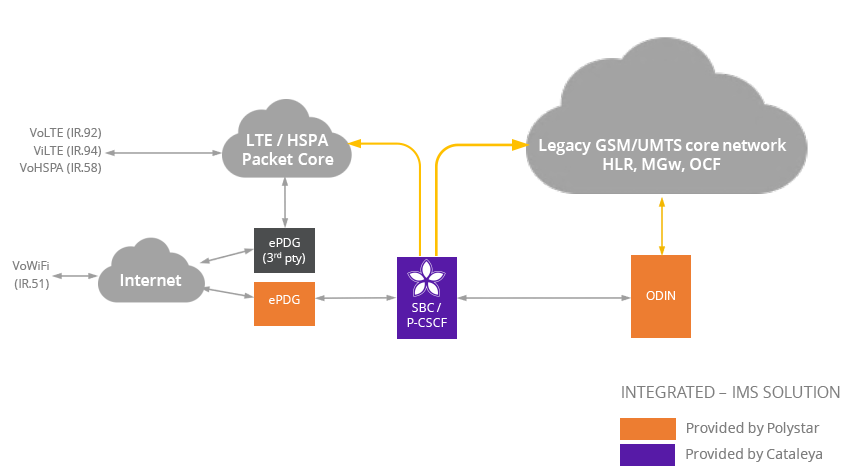 VoLTE (IR.92)
ViLTE (IR.94)
VoHSPA (IR.58)
LTE / HSPA
Packet Core
Legacy GSM/UMTS core network
HLR, MGw, OCF
ePDG
(3rd pty)
VoWiFi
(IR.51)
Internet
ePDG
SBC /
P-CSCF
ODIN
INTEGRATED – IMS SOLUTION
Provided by Polystar
Provided by Cataleya